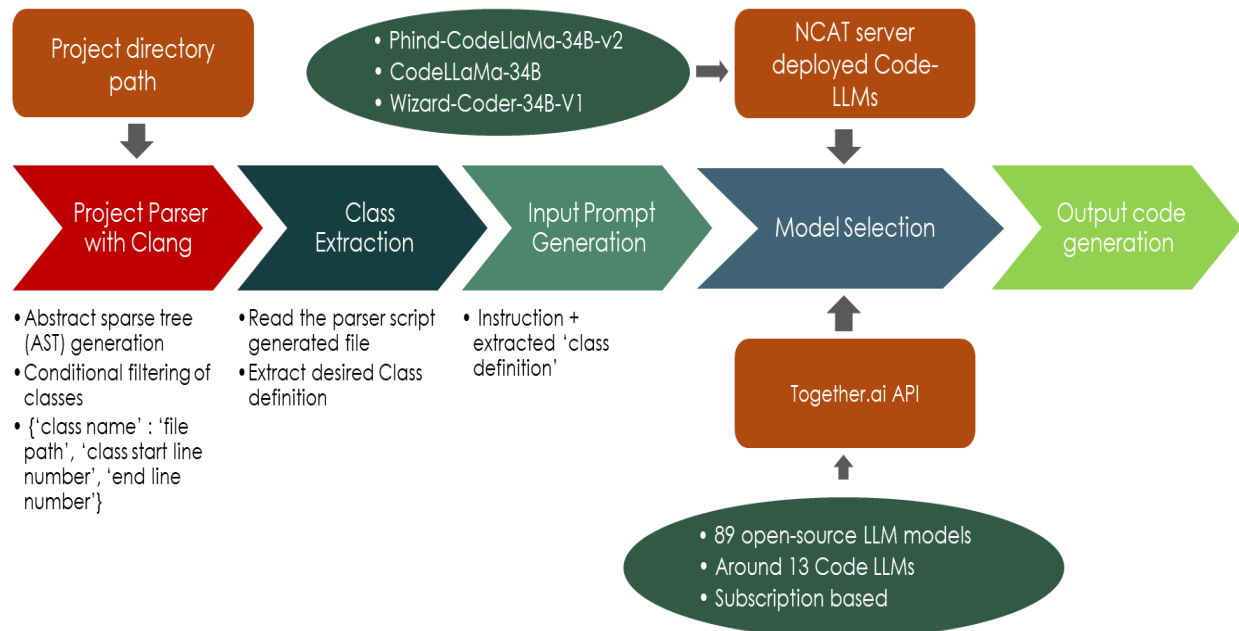 Project directory
path
• Phind-CodeLlaMa-34B-v2
• CodeLLaMa-34B
• Wizard-Coder-34B-V1
NCAT server
deployed Code-
LLMs
Project Parser
with Clang
Class
Extraction
Input Prompt
Generation
Model Selection
Output code
generation
• Abstract sparse tree
(AST) generation
• Conditional filtering of
classes
• {‘class name’ : ‘file
path’, ‘class start line
number’, ‘end line
number’}
• Read the parser script
generated file
• Extract desired Class
definition
• Instruction +
extracted ‘class
definition’
Together.ai API
• 89 open-source LLM models
• Around 13 Code LLMs
• Subscription based